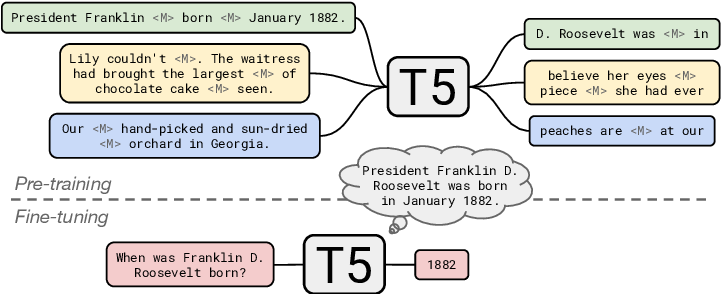 President Franklin <M> born <M> January 1882.
Lily couldn't <M>. The waitress
had brought the largest <M> of
chocolate cake <M> seen.
Our <M> hand-picked and sun-dried
<M> orchard in Georgia.
T5
D. Roosevelt was <M> in
believe her eyes <M>
piece <M> she had ever
peaches are <M> at our
Pre-training
President Franklin D.
Roosevelt was born
in January 1882.
Fine-tuning
When was Franklin D.
Roosevelt born?
T5
1882